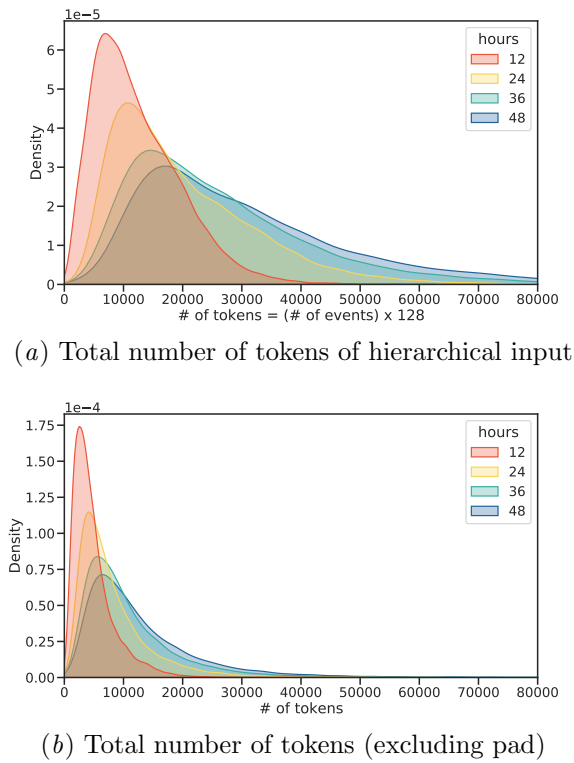 1e−5
hours
12
24
36
48
Density
6
5
4
3
2
1
0
0 10000 20000 30000 40000 50000 60000 70000 80000
# of tokens = (# of events) x 128
(a) Total number of tokens of hierarchical input
1e−4
hours
12
24
36
48
Density
1.75
1.50
1.25
1.00
0.75
0.50
0.25
0.00
0 10000 20000 30000 40000 50000 60000 70000 80000
# of tokens
(b) Total number of tokens (excluding pad)